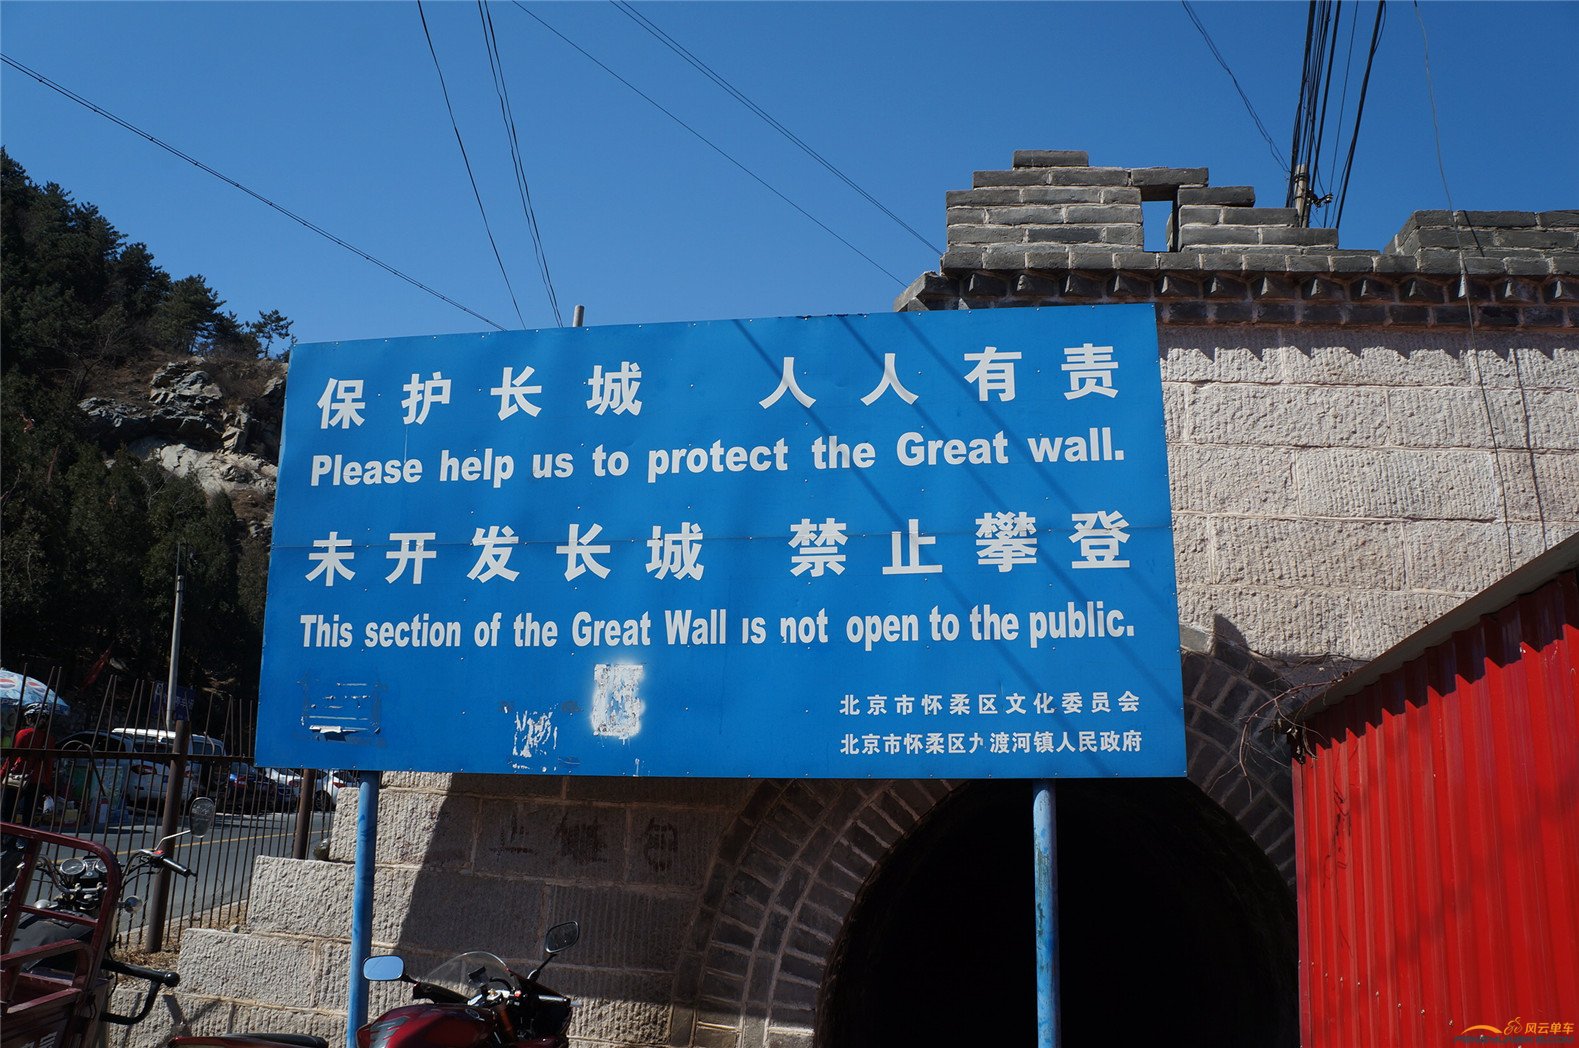 保护长城 人人有责
Please help us to protect the Great wall.
未开发长城 禁止攀登
This section of the Great Wall is not open to the public.
北京市怀柔区文化委员会
北京市怀柔区九渡河镇人民政府
风云单车